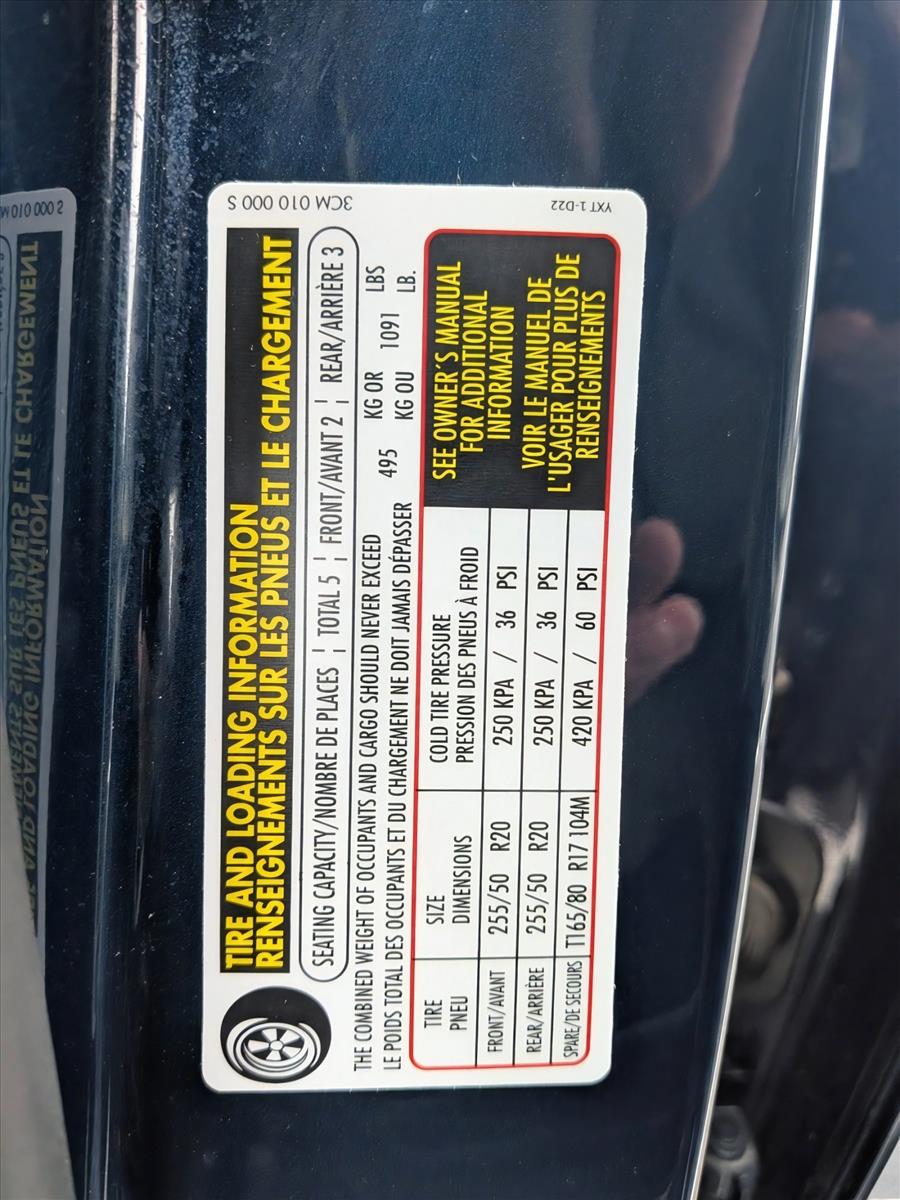 3CM 010 000 S
YXT 1-D22
TIRE AND LOADING INFORMATION
RENSEIGNEMENTS SUR LES PNEUS ET LE CHARGEMENT
SEATING CAPACITY/NOMBRE DE PLACES ¦ TOTAL 5 ¦ FRONT/AVANT 2 ¦ REAR/ARRIÈRE 3
THE COMBINED WEIGHT OF OCCUPANTS AND CARGO SHOULD NEVER EXCEED 495 KG OR 1091 LBS
LE POIDS TOTAL DES OCCUPANTS ET DU CHARGEMENT NE DOIT JAMAIS DÉPASSER KG OU LB.
TIRE SIZE COLD TIRE PRESSURE
PNEU DIMENSIONS PRESSION DES PNEUS À FROID
FRONT/AVANT 255/50 R20 250 KPA / 36 PSI
REAR/ARRIÈRE 255/50 R20 250 KPA / 36 PSI
SPARE/DE SECOURS T165/80 R17 104M 420 KPA / 60 PSI
SEE OWNER'S MANUAL
FOR ADDITIONAL
INFORMATION
VOIR LE MANUEL DE
L'USAGER POUR PLUS DE
RENSEIGNEMENTS